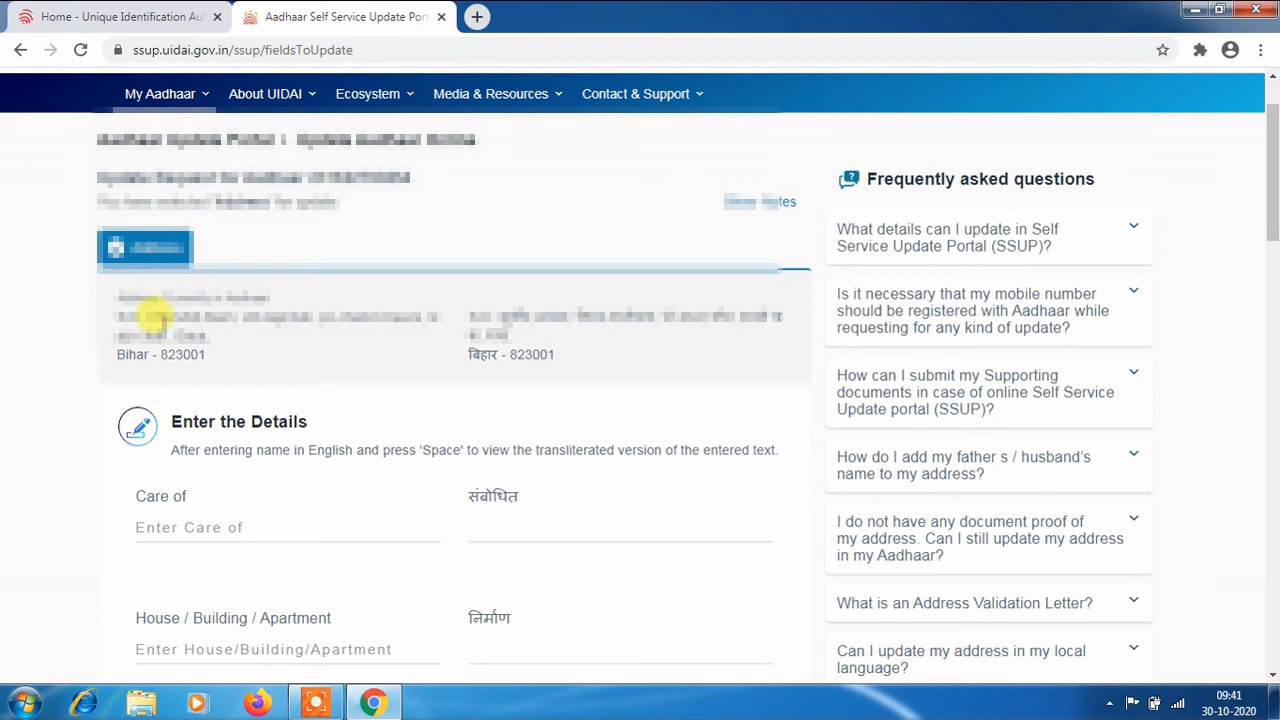 Home - Unique Identification Aut
Aadhaar Self Service Update Port
ssup.uidai.gov.in/ssup/fieldsToUpdate
My Aadhaar
About UIDAI
Ecosystem
Media & Resources
Contact & Support
Bihar - 823001
बिहार - 823001
Enter the Details
After entering name in English and press 'Space' to view the transliterated version of the entered text.
Care of
संबोधित
Enter Care of
House / Building / Apartment
निर्माण
Enter House/Building/Apartment
Frequently asked questions
What details can I update in Self
Service Update Portal (SSUP)?
Is it necessary that my mobile number
should be registered with Aadhaar while
requesting for any kind of update?
How can I submit my Supporting
documents in case of online Self Service
Update portal (SSUP)?
How do I add my father s / husband's
name to my address?
I do not have any document proof of
my address. Can I still update my address
in my Aadhaar?
What is an Address Validation Letter?
Can I update my address in my local
language?
09:41
30-10-2020